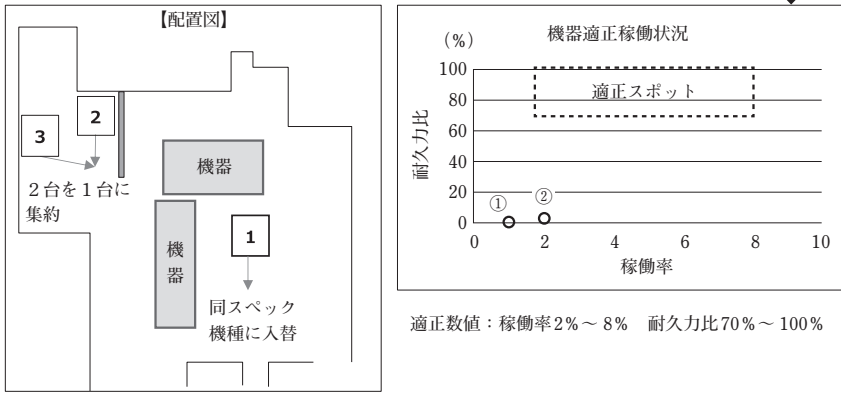 【配置図】
3
2
２台を１台に
集約
機器
機
器
1
同スペック
機種に入替
機器適正稼働状況
(%)
100
80
60
40
20
0
耐久力比
適正スポット
①
②
0
2
4
6
8
10
稼働率
適正数値：稼働率2%～8%　耐久力比70%～100%